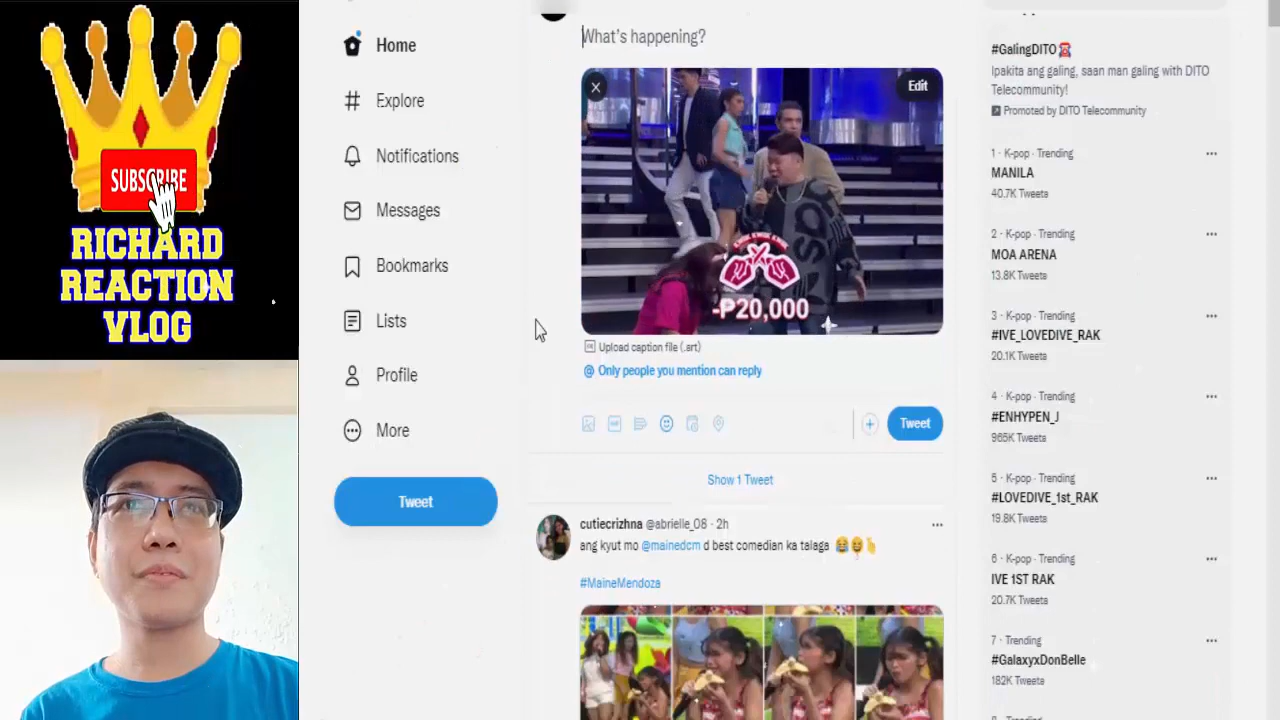 SUBSCRIBE
RICHARD
REACTION
VLOG
Home
Explore
Notifications
Messages
Bookmarks
Lists
Profile
More
Tweet
What's happening?
Edit
-₱20,000
Upload caption file (.srt)
@ Only people you mention can reply
GIF
Tweet
Show 1 Tweet
cutiecrizhna @abrielle_08 · 2h
ang kyut mo @mainedcm d best comedian ka talaga 😂😝🫰
#MaineMendoza
#GalingDITO☎️
Ipakita ang galing, saan man galing with DITO
Telecommunity!
Promoted by DITO Telecommunity
1 · K-pop · Trending
MANILA
40.7K Tweets
2 · K-pop · Trending
MOA ARENA
13.8K Tweets
3 · K-pop · Trending
#IVE_LOVEDIVE_RAK
20.1K Tweets
4 · K-pop · Trending
#ENHYPEN_J
965K Tweets
5 · K-pop · Trending
#LOVEDIVE_1st_RAK
19.8K Tweets
6 · K-pop · Trending
IVE 1ST RAK
20.7K Tweets
7 · Trending
#GalaxyxDonBelle
182K Tweets